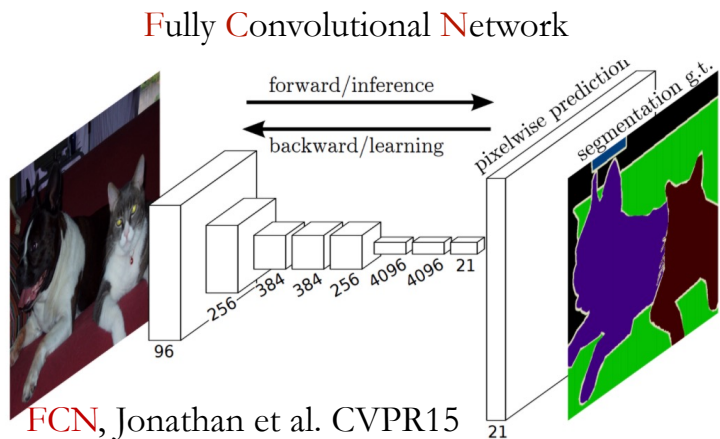 Fully Convolutional Network
forward/inference
backward/learning
pixelwise prediction
segmentation g.t.
96
256
384
384
256
4096
4096
21
21
FCN, Jonathan et al. CVPR15